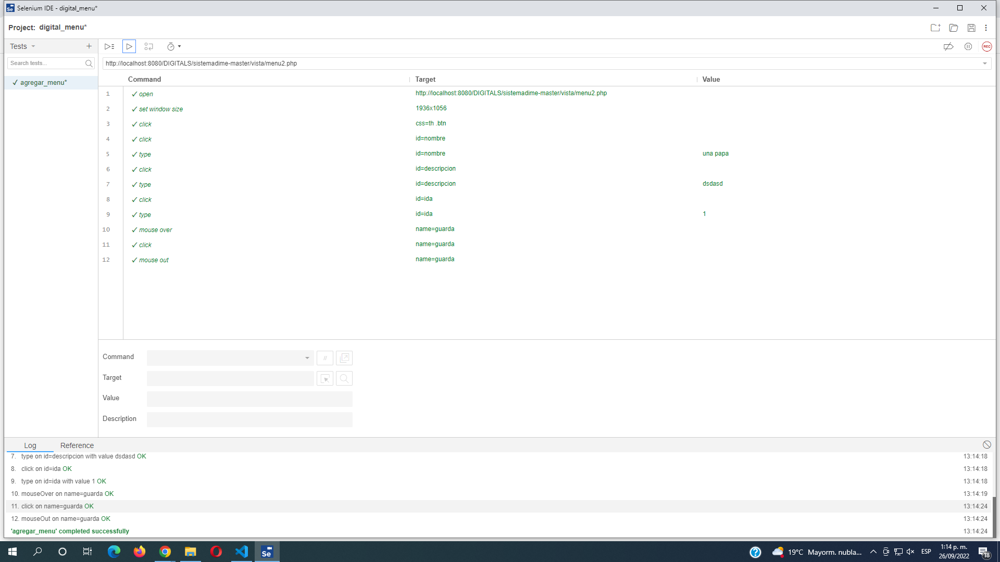 Selenium IDE - digital_menu*
Project: digital_menu*
Tests
Search tests...
http://localhost:8080/DIGITALS/sistemadime-master/vista/menu2.php
REC
✓ agregar_menu*
Command Target Value
1 ✓ open http://localhost:8080/DIGITALS/sistemadime-master/vista/menu2.php
2 ✓ set window size 1936x1056
3 ✓ click css=th .btn
4 ✓ click id=nombre
5 ✓ type id=nombre una papa
6 ✓ click id=descripcion
7 ✓ type id=descripcion dsdasd
8 ✓ click id=ida
9 ✓ type id=ida 1
10 ✓ mouse over name=guarda
11 ✓ click name=guarda
12 ✓ mouse out name=guarda
Command //
Target
Value
Description
Log Reference
7. type on id=descripcion with value dsdasd OK 13:14:18
8. click on id=ida OK 13:14:18
9. type on id=ida with value 1 OK 13:14:18
10. mouseOver on name=guarda OK 13:14:19
11. click on name=guarda OK 13:14:24
12. mouseOut on name=guarda OK 13:14:24
'agregar_menu' completed successfully 13:14:24
Se
19°C Mayorm. nubla... ESP 1:14 p. m.
26/09/2022
18